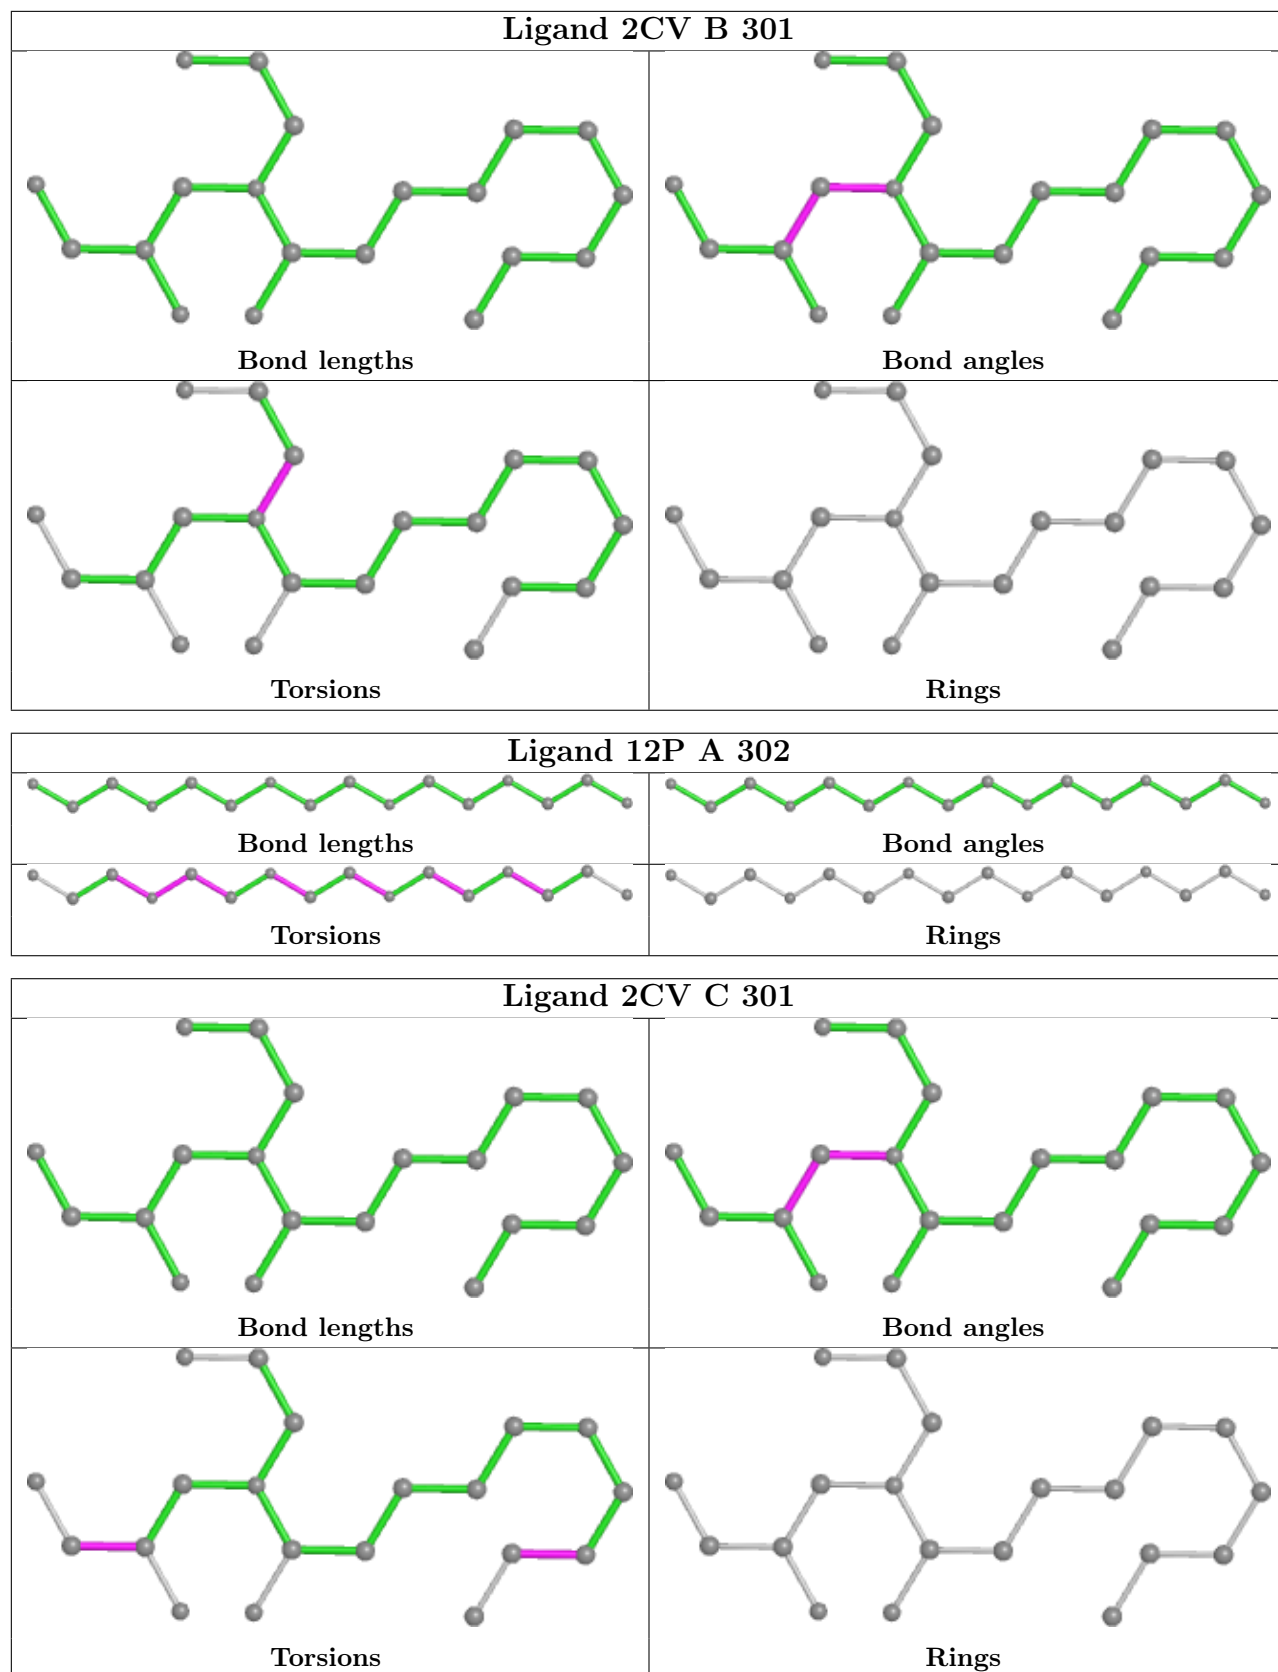 Ligand 2CV B 301
Bond lengths
Bond angles
Torsions
Rings
Ligand 12P A 302
Bond lengths
Bond angles
Torsions
Rings
Ligand 2CV C 301
Bond lengths
Bond angles
Torsions
Rings